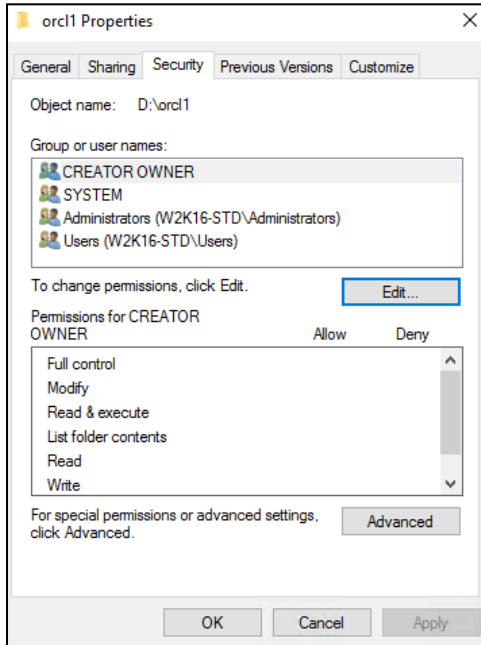 orcl1 Properties
General Sharing Security Previous Versions Customize
Object name: D:\orcl1
Group or user names:
CREATOR OWNER
SYSTEM
Administrators (W2K16-STD\Administrators)
Users (W2K16-STD\Users)
To change permissions, click Edit.
Edit...
Permissions for CREATOR
OWNER Allow Deny
Full control
Modify
Read & execute
List folder contents
Read
Write
For special permissions or advanced settings,
click Advanced.
Advanced
OK Cancel Apply